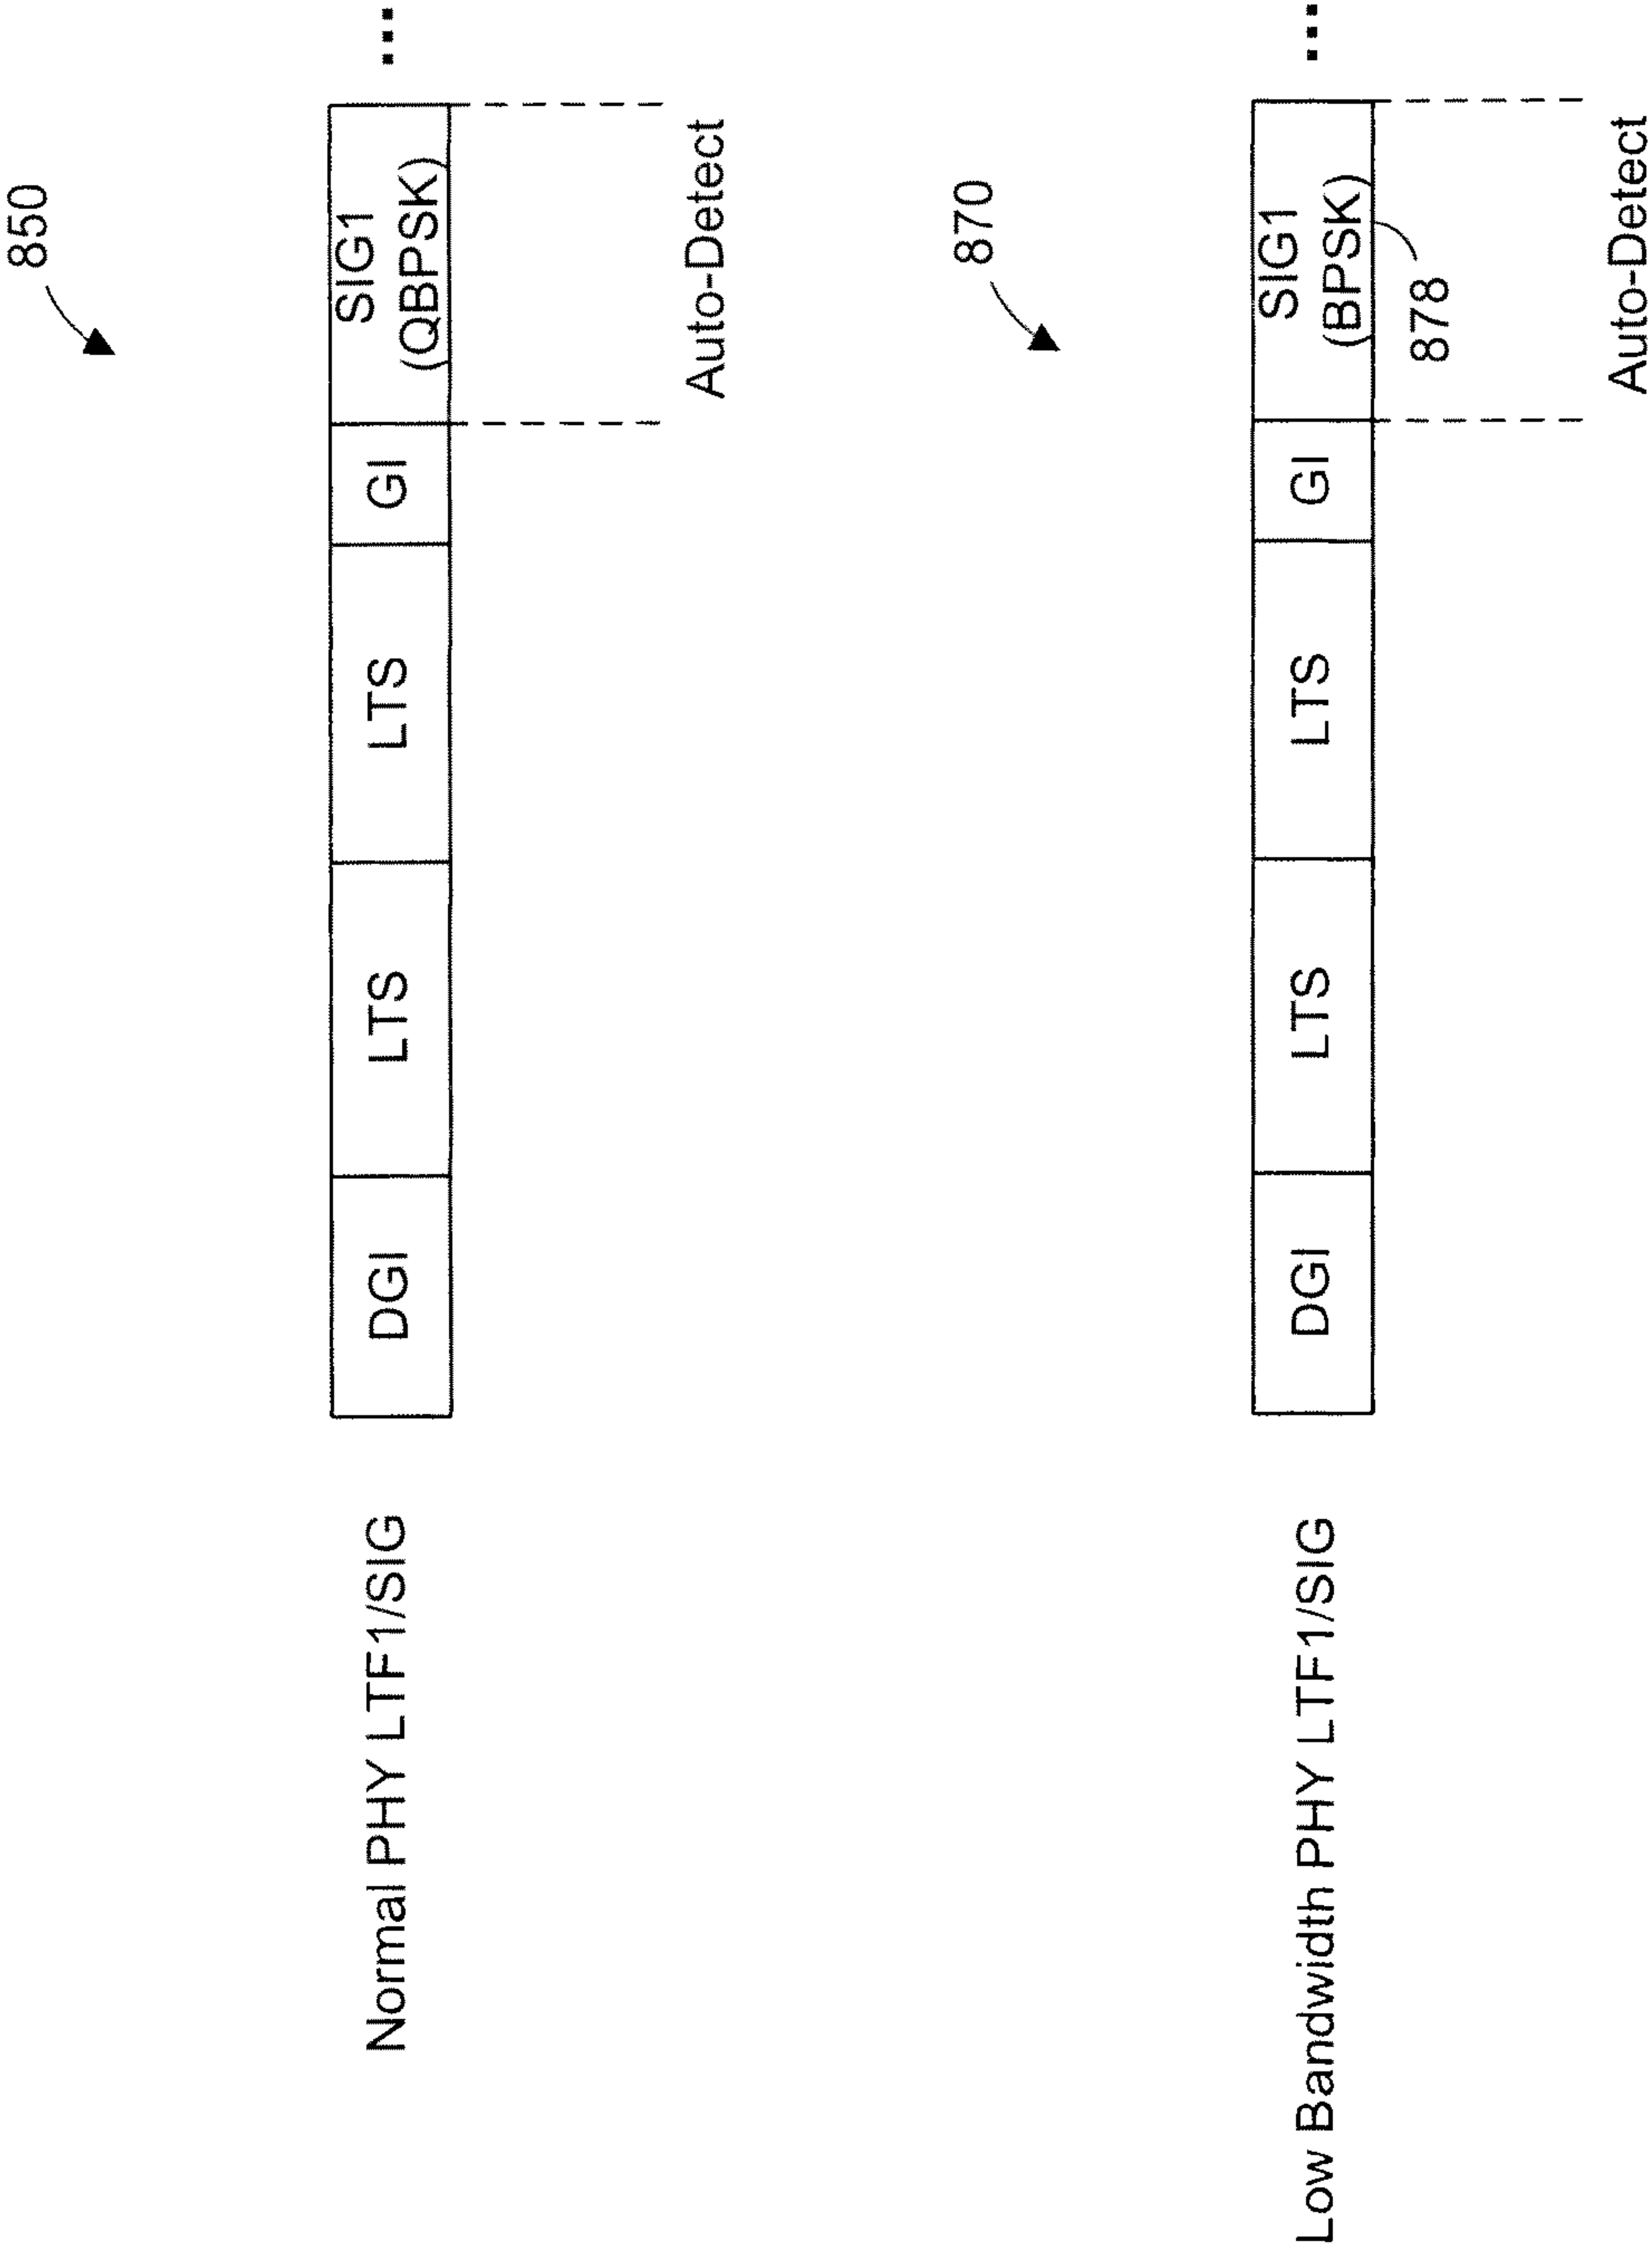 850
Normal PHY LTF1/SIG
DGI
LTS
LTS
GI
SIG1
(QBPSK)
...
Auto-Detect
870
Low Bandwidth PHY LTF1/SIG
DGI
LTS
LTS
GI
SIG1
(BPSK)
...
878
Auto-Detect